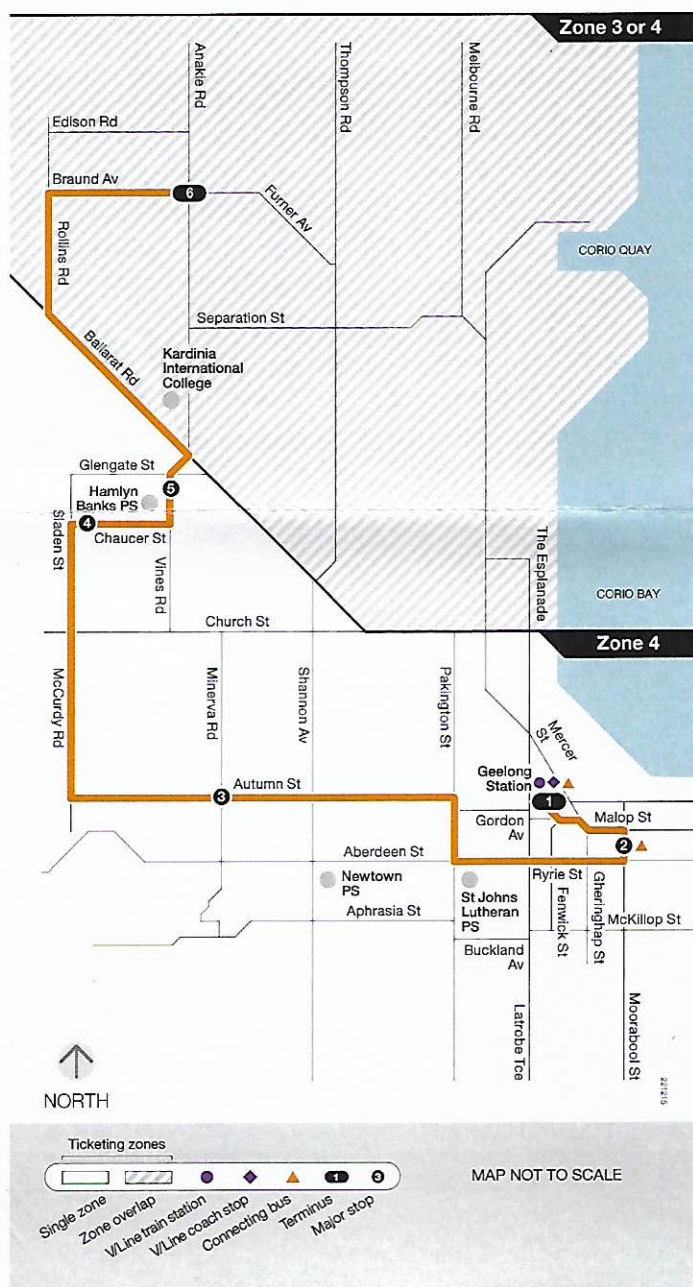 Zone 3 or 4
Anakie Rd
Thompson Rd
Melbourne Rd
Edison Rd
Braund Av
6
Furner Av
Rollins Rd
CORIO QUAY
Separation St
Ballarat Rd
Kardinia
International
College
Glengate St
5
Hamlyn
Banks PS
4
Chaucer St
Sladen St
Vines Rd
The Esplanade
CORIO BAY
Church St
Zone 4
McCurdy Rd
Minerva Rd
Shannon Av
Pakington St
Mercer
St
Geelong
Station
Autumn St
3
1
Gordon
Av
Malop St
2
Aberdeen St
Ryrie St
Newtown
PS
St Johns
Lutheran
PS
Fenwick St
Gheringhap St
Aphrasia St
McKillop St
Buckland
Av
Latrobe Tce
Moorabool St
221215
NORTH
Ticketing zones
1
3
Single zone
Zone overlap
V/Line train station
V/Line coach stop
Connecting bus
Terminus
Major stop
MAP NOT TO SCALE